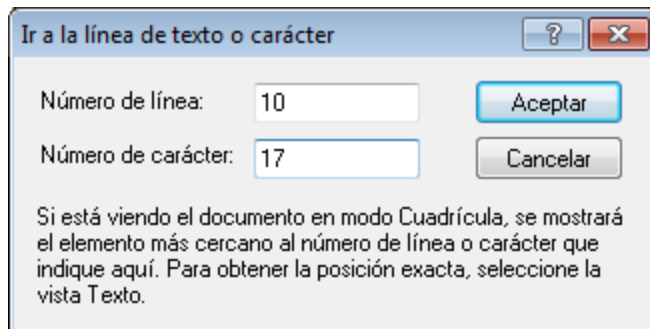 Ir a la línea de texto o carácter
Número de línea: 10 Aceptar
Número de carácter: 17 Cancelar
Si está viendo el documento en modo Cuadrícula, se mostrará
el elemento más cercano al número de línea o carácter que
indique aquí. Para obtener la posición exacta, seleccione la
vista Texto.